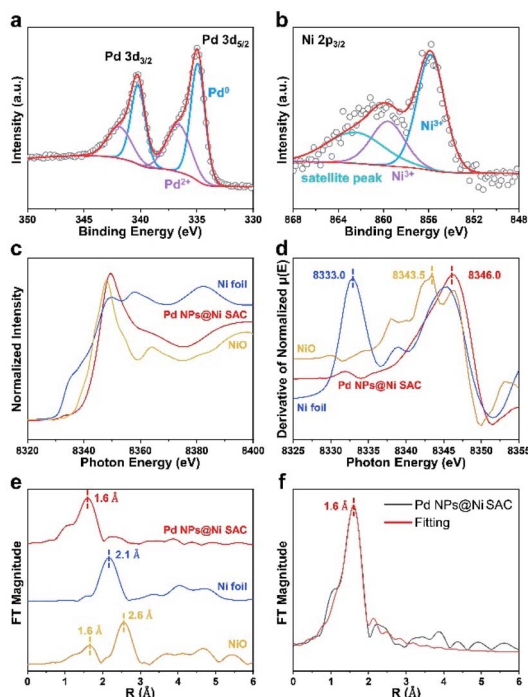 a
Pd 3d5/2
Pd 3d3/2
Pd0
Pd2+
Intensity (a.u.)
350 345 340 335 330
Binding Energy (eV)
b
Ni 2p3/2
Ni3+
satellite peak
Ni3+
Intensity (a.u.)
868 864 860 856 852 848
Binding Energy (eV)
c
Ni foil
Pd NPs@Ni SAC
NiO
Normalized Intensity
8320 8340 8360 8380 8400
Photon Energy (eV)
d
8333.0
8343.5
8346.0
NiO
Pd NPs@Ni SAC
Ni foil
Derivative of Normalized μ(E)
8325 8330 8335 8340 8345 8350 8355
Photon Energy (eV)
e
1.6 Å
Pd NPs@Ni SAC
2.1 Å
Ni foil
2.6 Å
1.6 Å
NiO
FT Magnitude
0 1 2 3 4 5 6
R (Å)
f
1.6 Å
Pd NPs@Ni SAC
Fitting
FT Magnitude
0 1 2 3 4 5 6
R (Å)